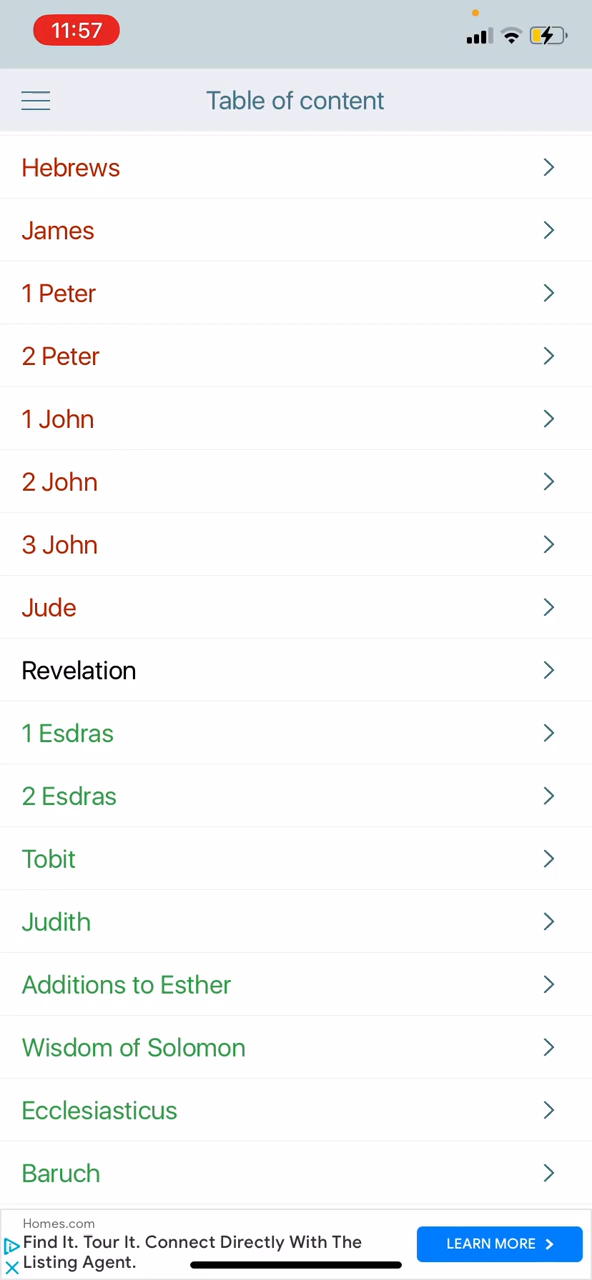 11:57
Table of content
Hebrews
James
1 Peter
2 Peter
1 John
2 John
3 John
Jude
Revelation
1 Esdras
2 Esdras
Tobit
Judith
Additions to Esther
Wisdom of Solomon
Ecclesiasticus
Baruch
Homes.com
Find It. Tour It. Connect Directly With The
Listing Agent.
LEARN MORE